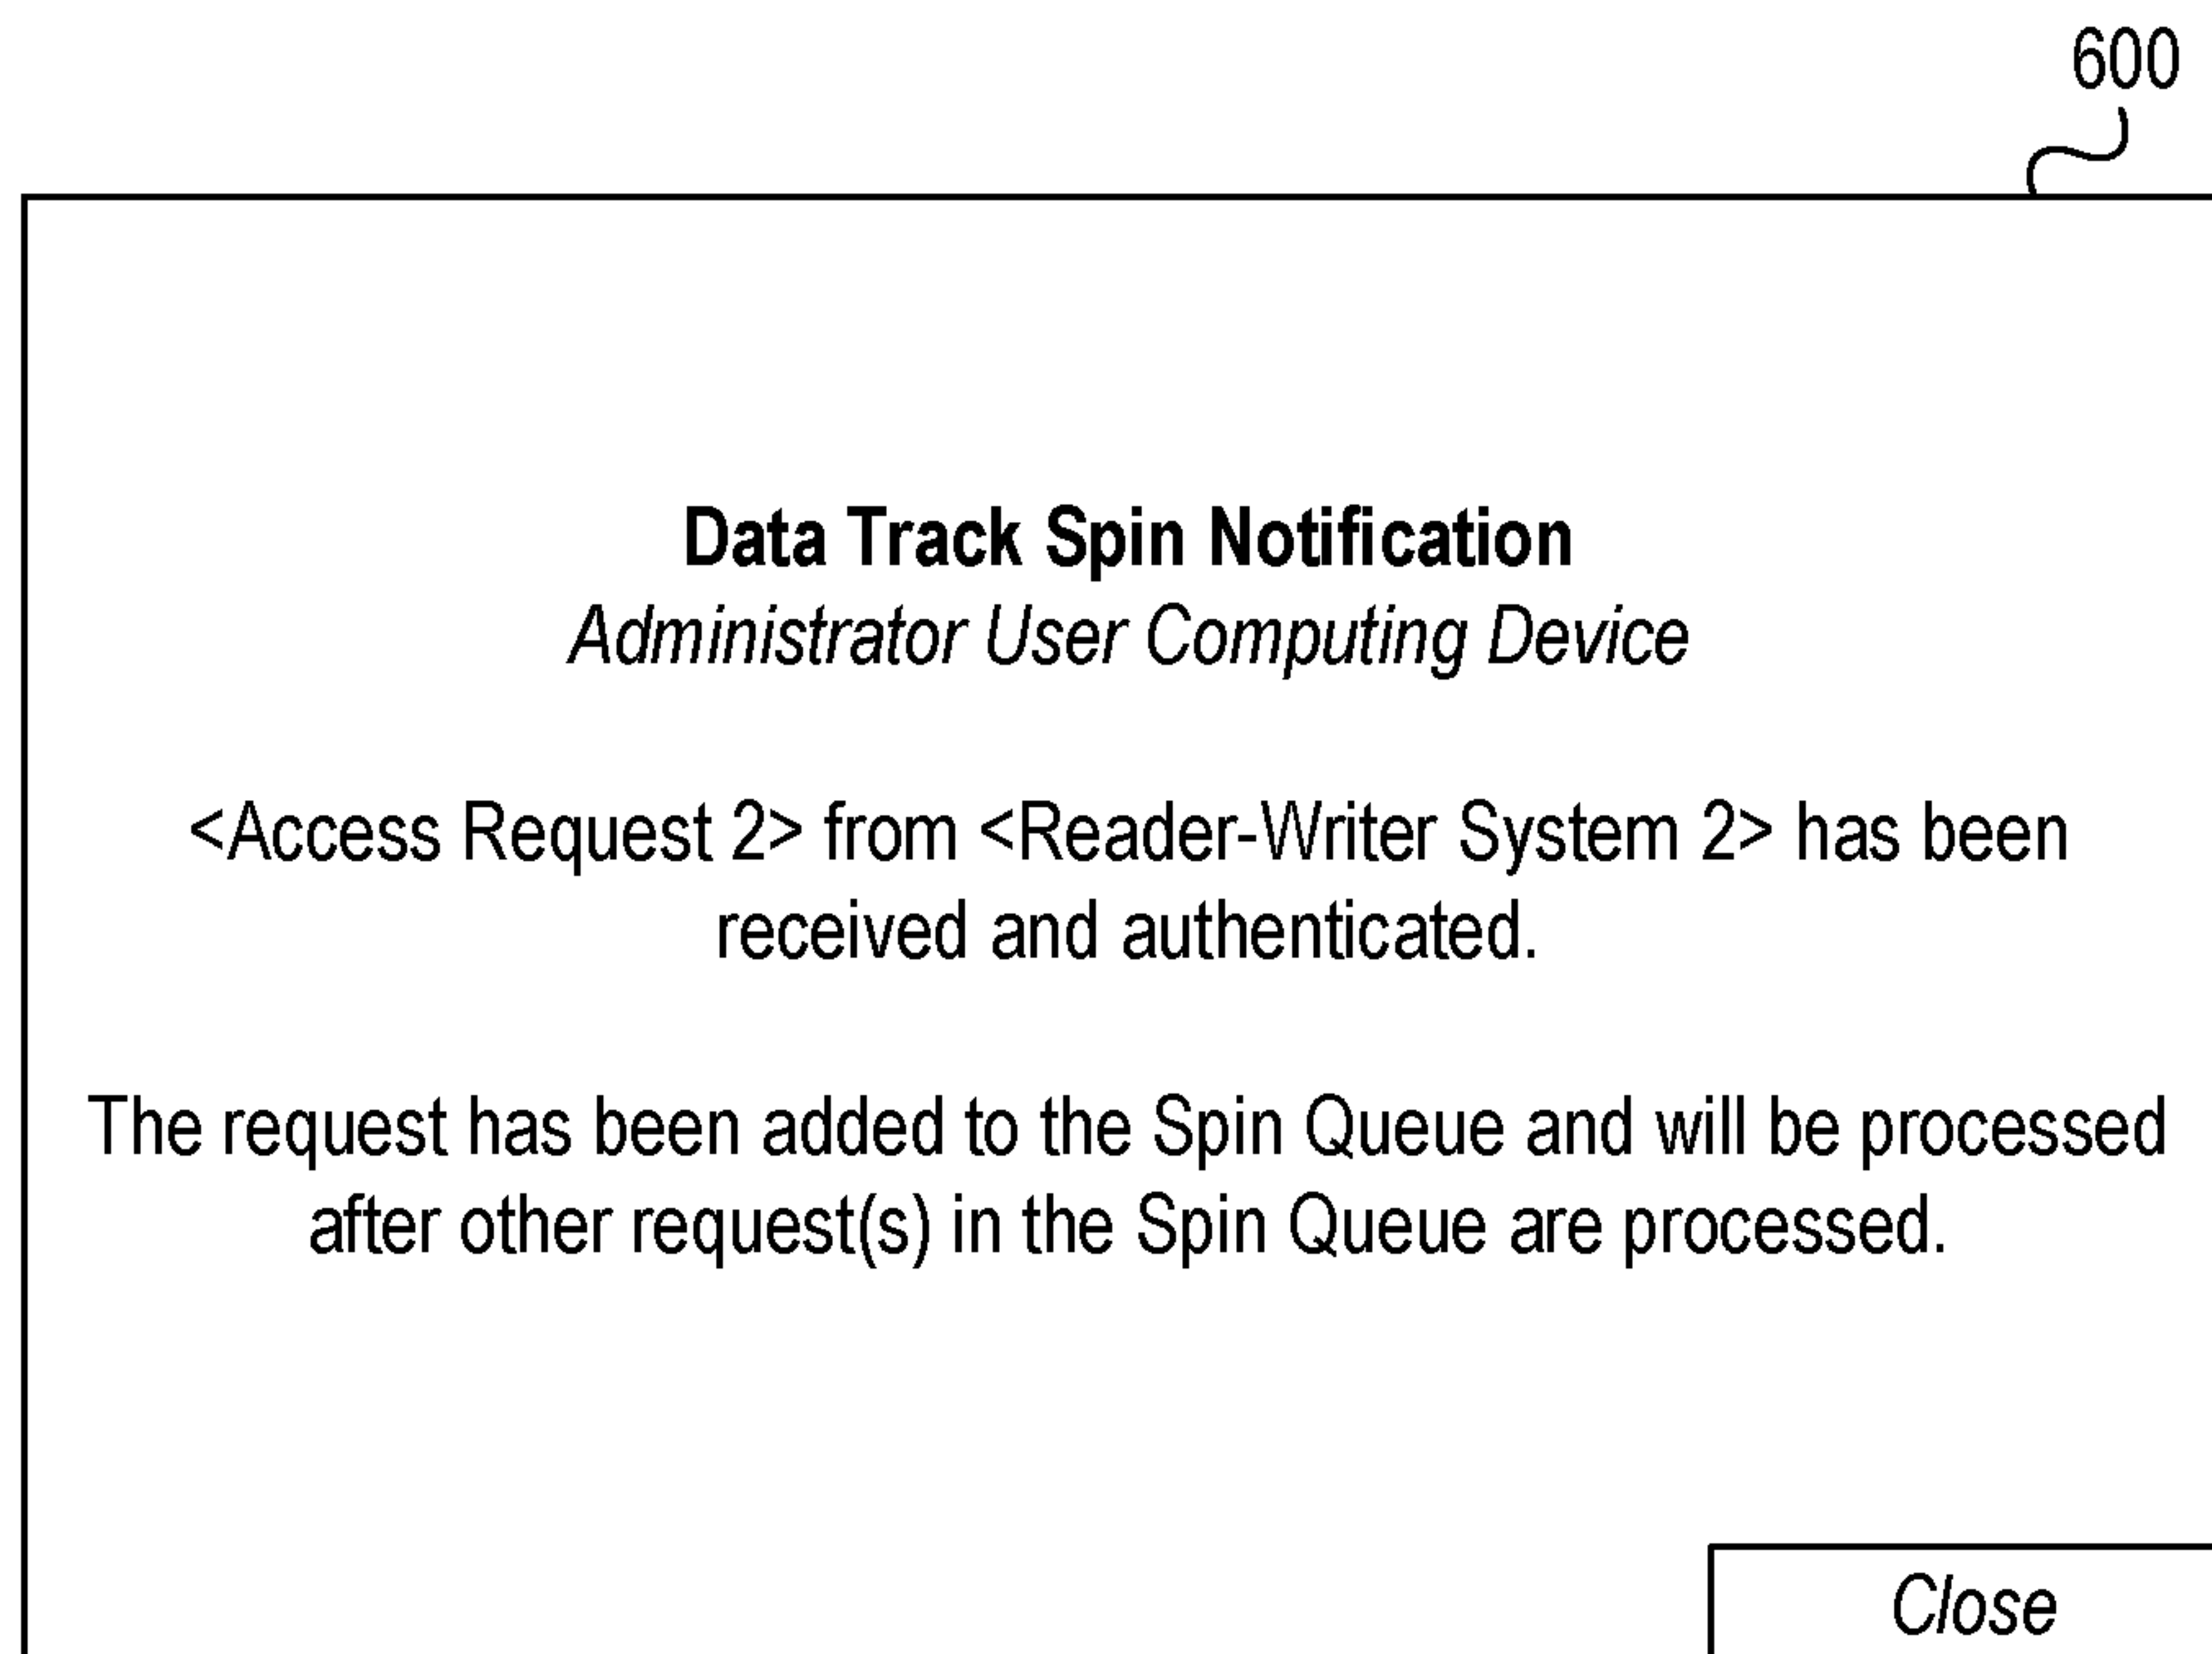 600
Data Track Spin Notification
Administrator User Computing Device
<Access Request 2> from <Reader-Writer System 2> has been
received and authenticated.
The request has been added to the Spin Queue and will be processed
after other request(s) in the Spin Queue are processed.
Close